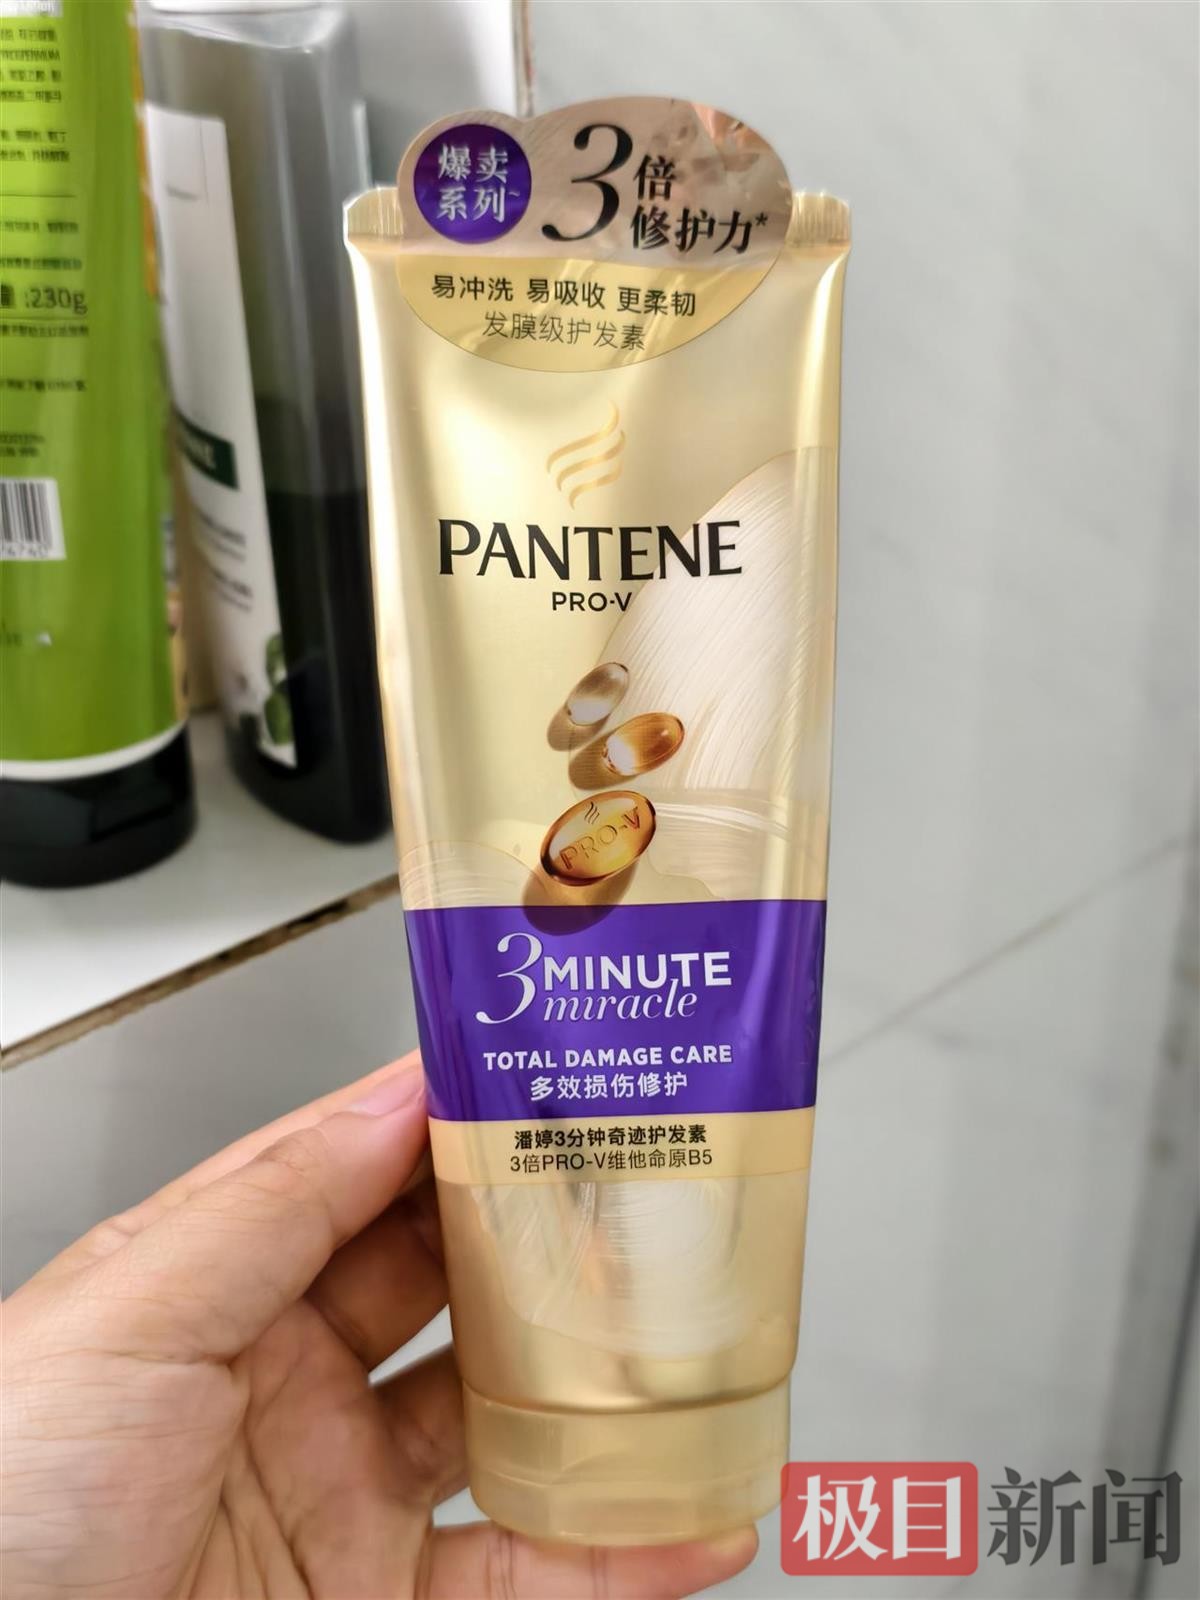 爆卖
系列~
3倍
修护力*
易冲洗 易吸收 更柔韧
发膜级护发素
PANTENE
PRO-V
PRO-V
3 MINUTE
miracle
TOTAL DAMAGE CARE
多效损伤修护
潘婷3分钟奇迹护发素
3倍PRO-V维他命原B5
:230g
极目新闻